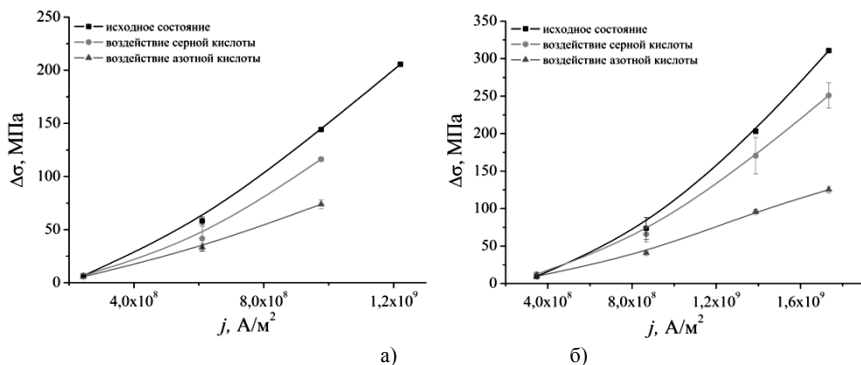 250
200
150
100
50
0
Δσ, МПа
исходное состояние
воздействие серной кислоты
воздействие азотной кислоты
4,0x10⁸
8,0x10⁸
1,2x10⁹
j, А/м²
а)
350
300
250
200
150
100
50
0
Δσ, МПа
исходное состояние
воздействие серной кислоты
воздействие азотной кислоты
4,0x10⁸
8,0x10⁸
1,2x10⁹
1,6x10⁹
j, А/м²
б)